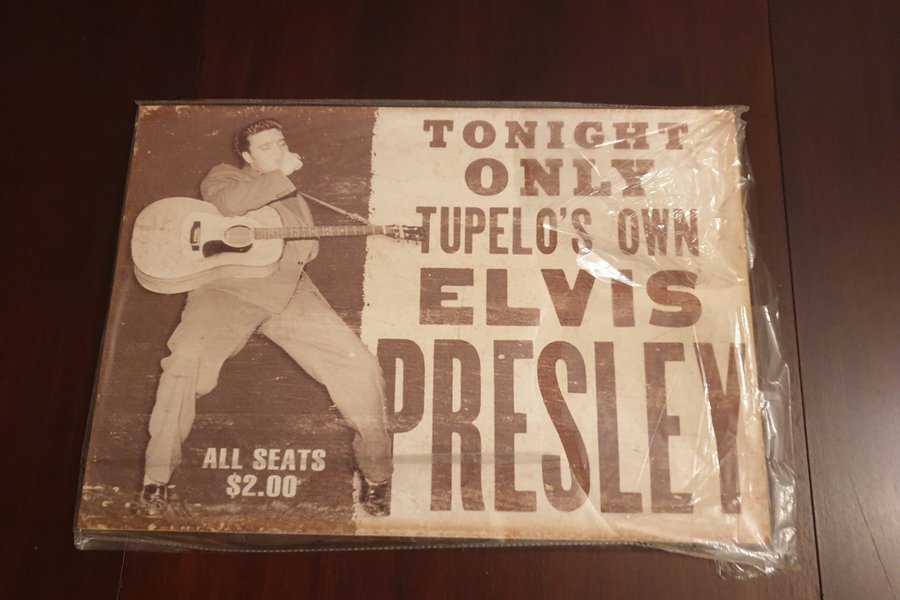 TONIGHT
ONLY
TUPELO'S OWN
ELVIS
PRESLEY
ALL SEATS
$2.00